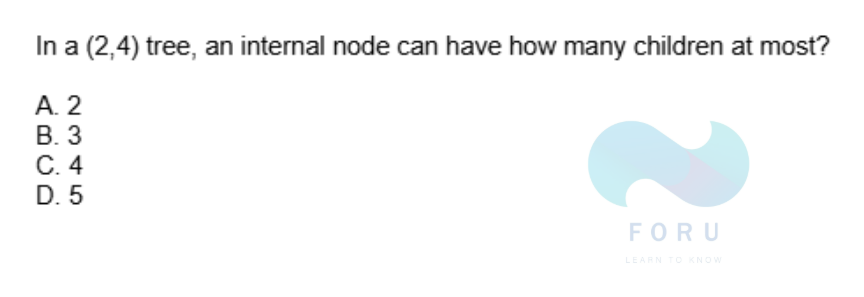 In a (2,4) tree, an internal node can have how many children at most?
A. 2
B. 3
C. 4
D. 5
FORU
LEARN TO KNOW